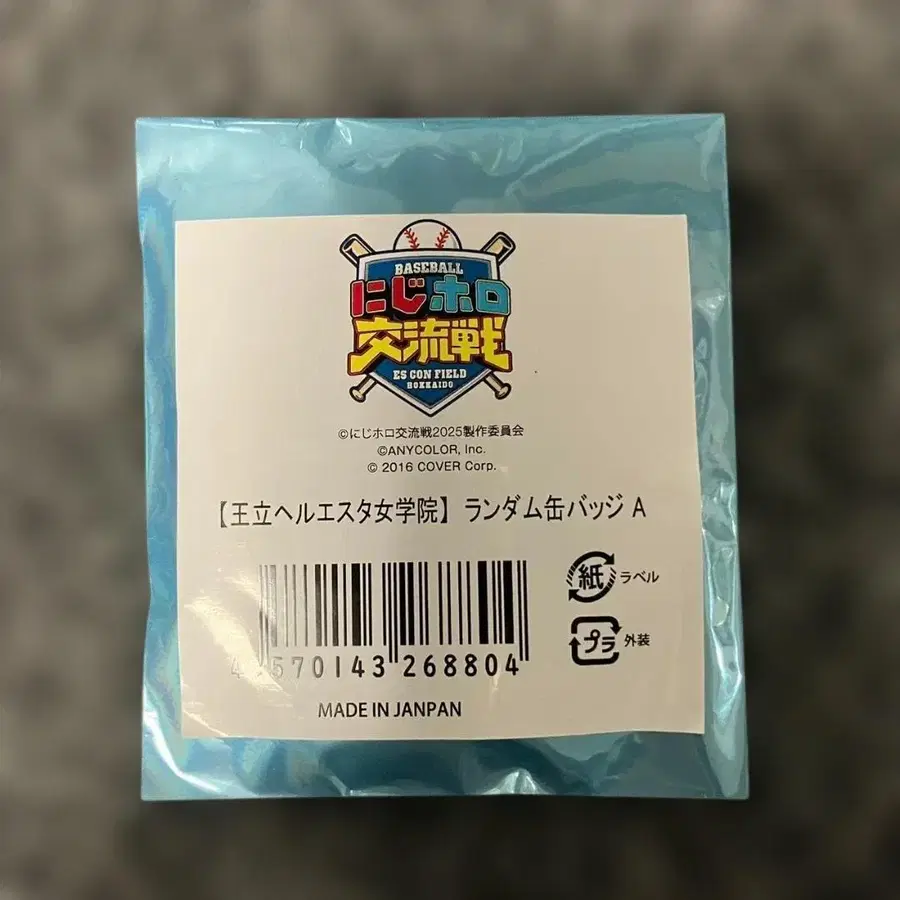 BASEBALL
にじホロ
交流戦
ES CON FIELD
HOKKAIDO
©にじホロ交流戦2025製作委員会
©ANYCOLOR, Inc.
© 2016 COVER Corp.
【王立ヘルエスタ女学院】ランダム缶バッジ A
紙 ラベル
プラ 外装
4 570143 268804
MADE IN JANPAN